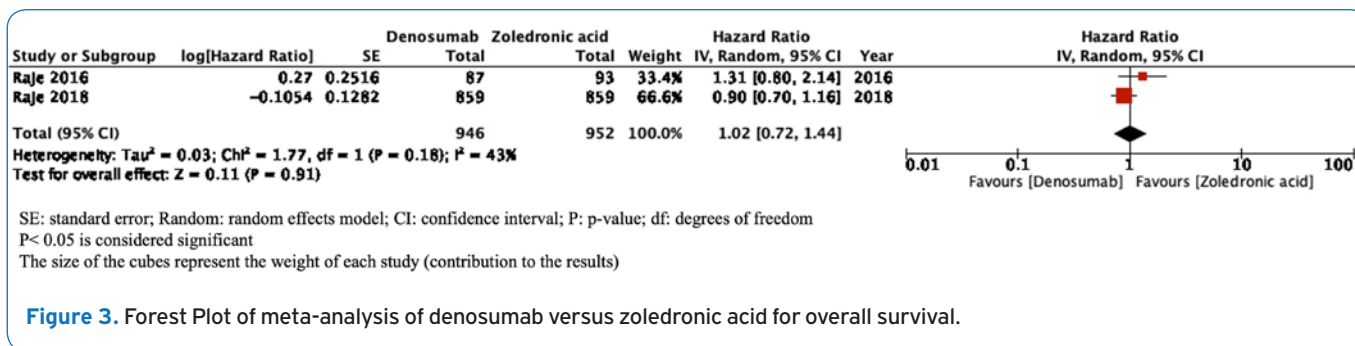 Denosumab Zoledronic acid Hazard Ratio Hazard Ratio
Study or Subgroup log[Hazard Ratio] SE Total Total Weight IV, Random, 95% CI Year IV, Random, 95% CI
Raje 2016 0.27 0.2516 87 93 33.4% 1.31 [0.80, 2.14] 2016
Raje 2018 -0.1054 0.1282 859 859 66.6% 0.90 [0.70, 1.16] 2018
Total (95% CI) 946 952 100.0% 1.02 [0.72, 1.44]
Heterogeneity: Tau² = 0.03; Chi² = 1.77, df = 1 (P = 0.18); I² = 43%
Test for overall effect: Z = 0.11 (P = 0.91)
0.01 0.1 1 10 100
Favours [Denosumab] Favours [Zoledronic acid]
SE: standard error; Random: random effects model; CI: confidence interval; P: p-value; df: degrees of freedom
P< 0.05 is considered significant
The size of the cubes represent the weight of each study (contribution to the results)
Figure 3. Forest Plot of meta-analysis of denosumab versus zoledronic acid for overall survival.